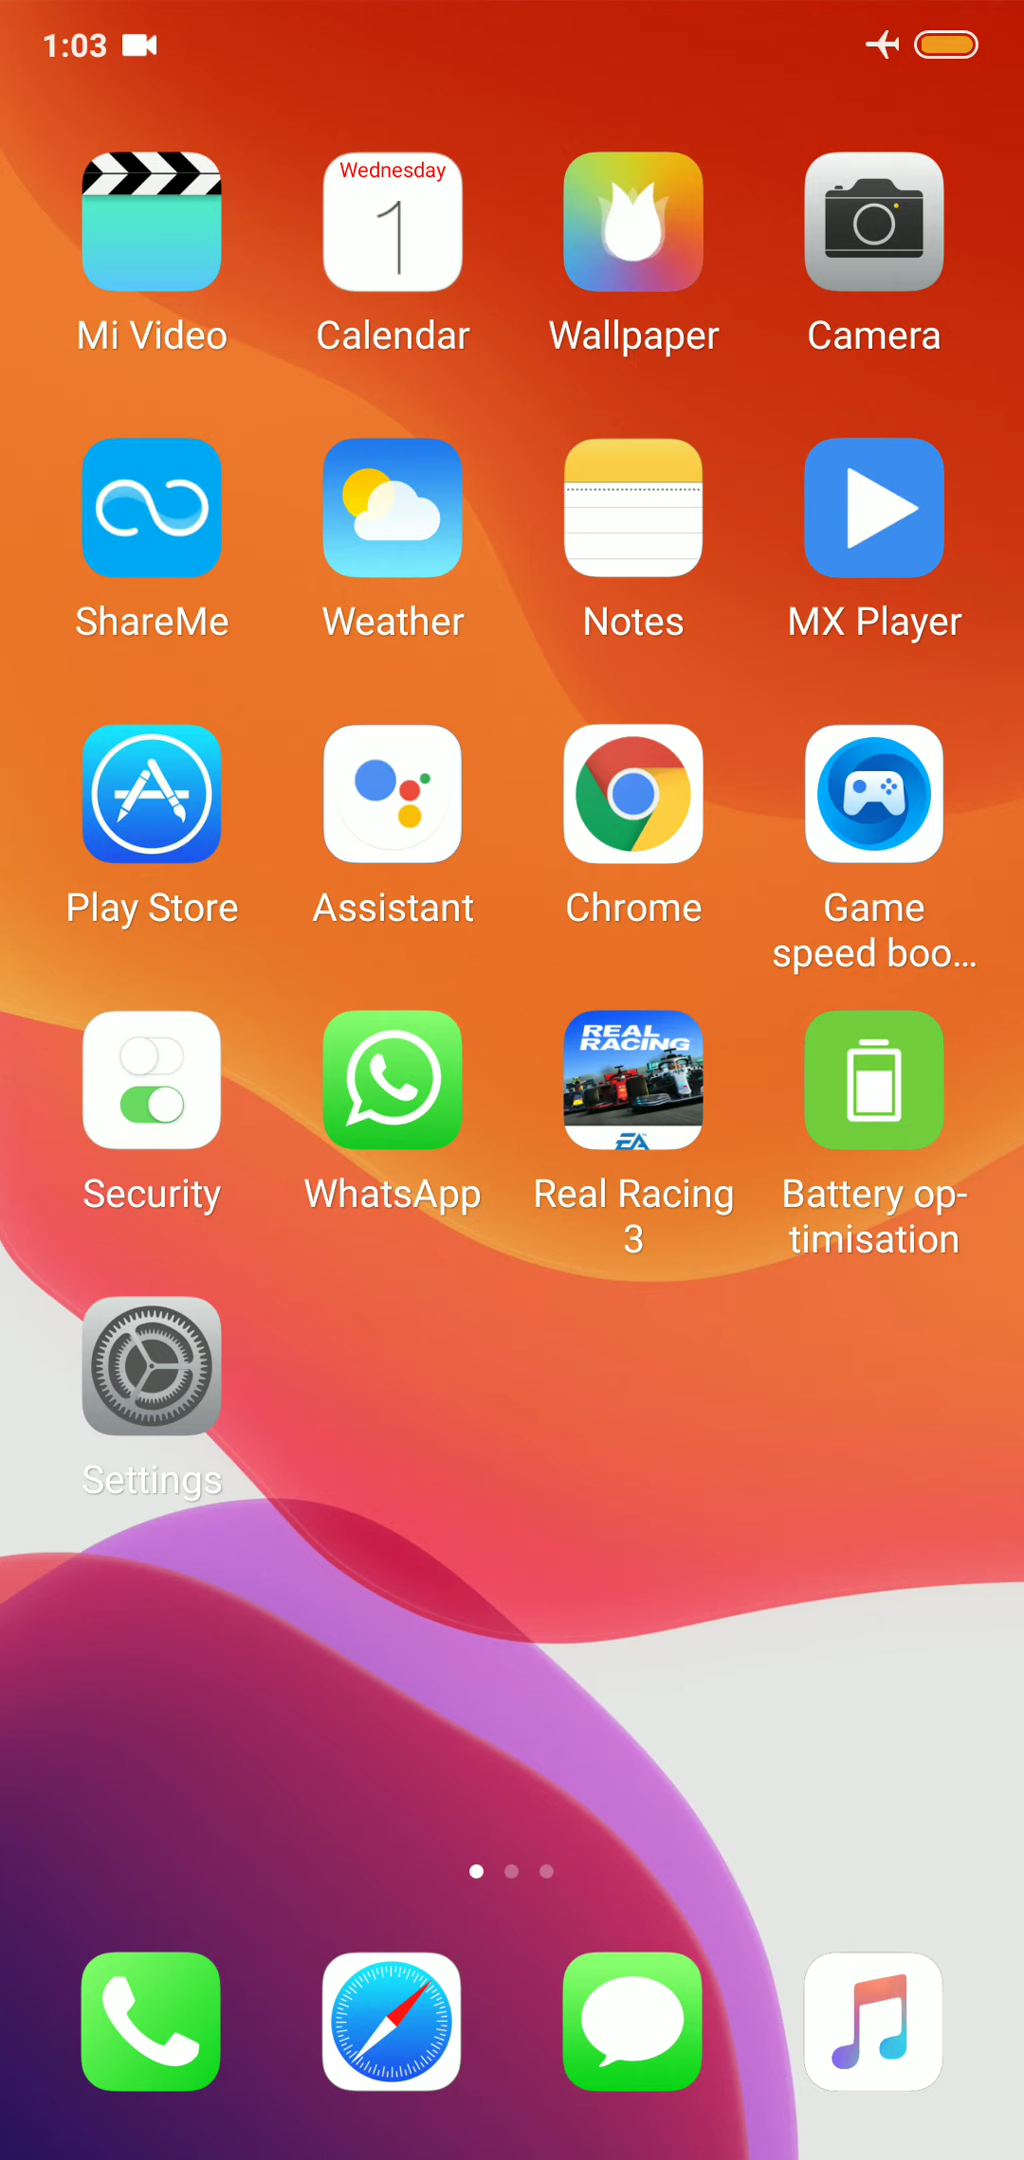 1:03
Wednesday
1
Mi Video
Calendar
Wallpaper
Camera
ShareMe
Weather
Notes
MX Player
Play Store
Assistant
Chrome
Game
speed boo...
REAL
RACING
EA
Security
WhatsApp
Real Racing
3
Battery op-
timisation
Settings